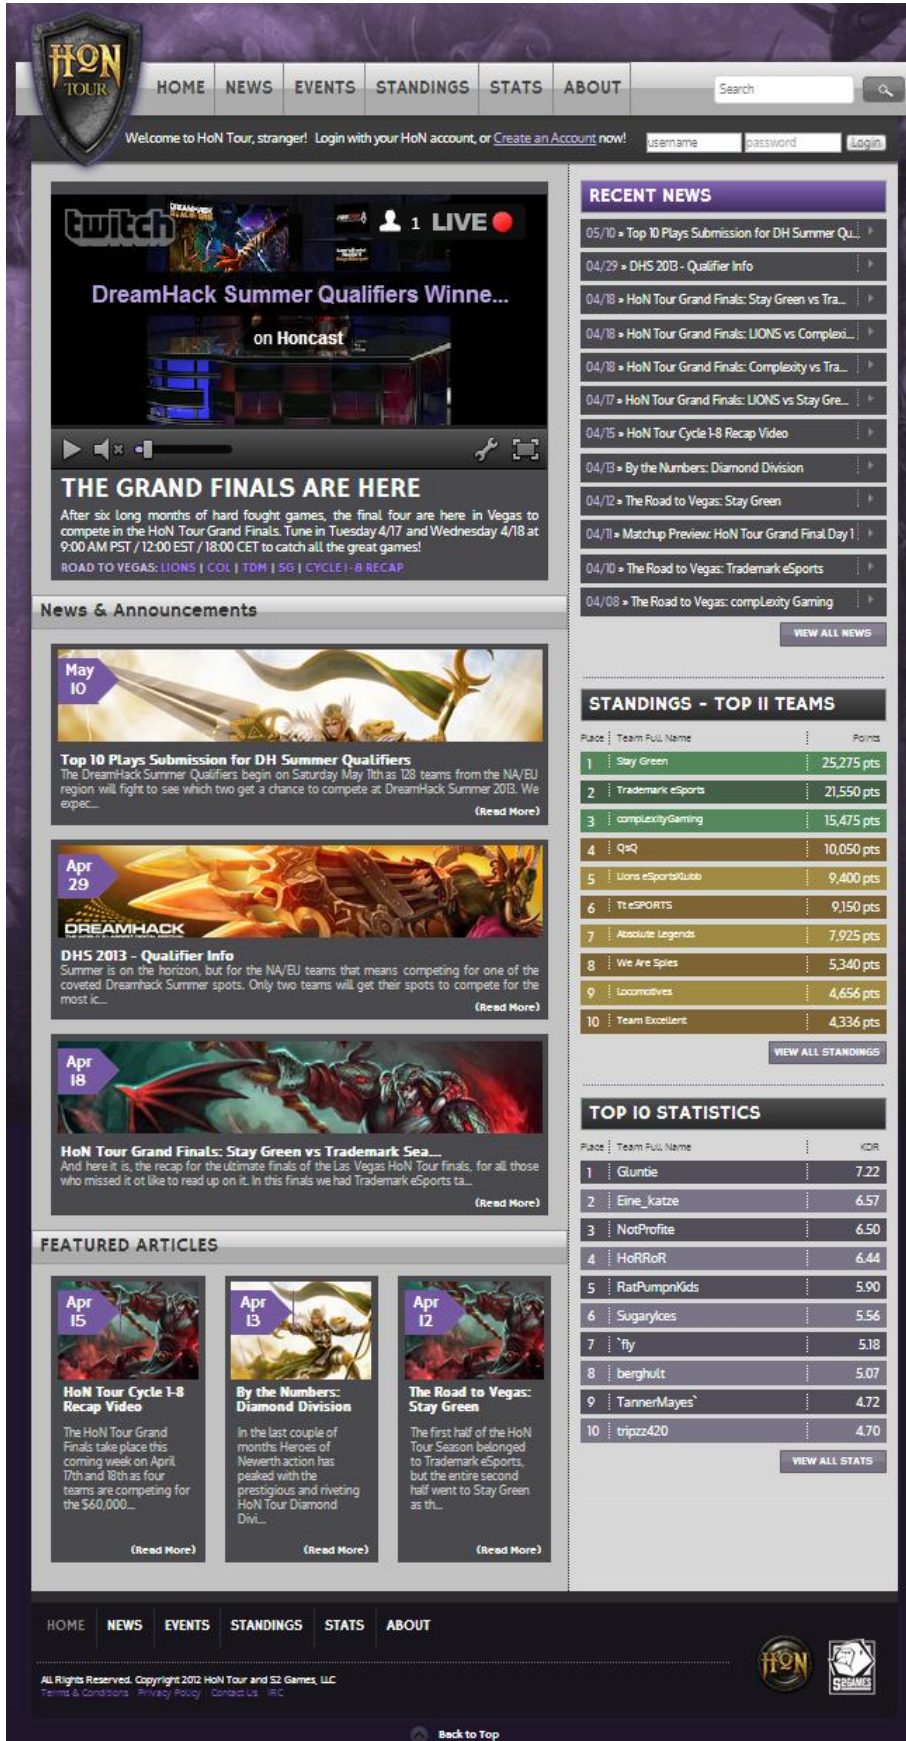 HON
TOUR
HOME NEWS EVENTS STANDINGS STATS ABOUT
Search
Welcome to HoN Tour, stranger! Login with your HoN account, or Create an Account now!
username password Login
twitch
1 LIVE
DreamHack Summer Qualifiers Winne...
on Honcast
THE GRAND FINALS ARE HERE
After six long months of hard fought games, the final four are here in Vegas to
compete in the HoN Tour Grand Finals. Tune in Tuesday 4/17 and Wednesday 4/18 at
9:00 AM PST / 12:00 EST / 18:00 CET to catch all the great games!
ROAD TO VEGAS: LIONS | COL | TDM | SG | CYCLE 1-8 RECAP
News & Announcements
May
10
Top 10 Plays Submission for DH Summer Qualifiers
The DreamHack Summer Qualifiers begin on Saturday May 11th as 128 teams from the NA/EU
region will fight to see which two get a chance to compete at DreamHack Summer 2013. We
expec...
(Read More)
Apr
29
DREAMHACK
DHS 2013 - Qualifier Info
Summer is on the horizon, but for the NA/EU teams that means competing for one of the
coveted Dreamhack Summer spots. Only two teams will get their spots to compete for the
most ic...
(Read More)
Apr
18
HoN Tour Grand Finals: Stay Green vs Trademark Sea...
And here it is, the recap for the ultimate finals of the Las Vegas HoN Tour finals, for all those
who missed it ot like to read up on it. In this finals we had Trademark eSports ta...
(Read More)
FEATURED ARTICLES
Apr
15
HoN Tour Cycle 1-8
Recap Video
The HoN Tour Grand
Finals take place this
coming week on April
17th and 18th as four
teams are competing for
the $60,000...
(Read More)
Apr
13
By the Numbers:
Diamond Division
In the last couple of
months Heroes of
Newerth action has
peaked with the
prestigious and riveting
HoN Tour Diamond
Divi...
(Read More)
Apr
12
The Road to Vegas:
Stay Green
The first half of the HoN
Tour Season belonged
to Trademark eSports,
but the entire second
half went to Stay Green
as th...
(Read More)
RECENT NEWS
05/10 » Top 10 Plays Submission for DH Summer Qu...
04/29 » DHS 2013 - Qualifier Info
04/18 » HoN Tour Grand Finals: Stay Green vs Tra...
04/18 » HoN Tour Grand Finals: LIONS vs Complexi...
04/18 » HoN Tour Grand Finals: Complexity vs Tra...
04/17 » HoN Tour Grand Finals: LIONS vs Stay Gre...
04/15 » HoN Tour Cycle 1-8 Recap Video
04/13 » By the Numbers: Diamond Division
04/12 » The Road to Vegas: Stay Green
04/11 » Matchup Preview: HoN Tour Grand Final Day 1
04/10 » The Road to Vegas: Trademark eSports
04/08 » The Road to Vegas: compLexity Gaming
VIEW ALL NEWS
STANDINGS - TOP 11 TEAMS
Place Team Full Name Points
1 Stay Green 25,275 pts
2 Trademark eSports 21,550 pts
3 compLexityGaming 15,475 pts
4 QsQ 10,050 pts
5 Lions eSportsKlubb 9,400 pts
6 Tt eSPORTS 9,150 pts
7 Absolute Legends 7,925 pts
8 We Are Spies 5,340 pts
9 Locomotives 4,656 pts
10 Team Excellent 4,336 pts
VIEW ALL STANDINGS
TOP 10 STATISTICS
Place Team Full Name KDR
1 Gluntie 7.22
2 Eine_katze 6.57
3 NotProfite 6.50
4 HoRRoR 6.44
5 RatPumpnKids 5.90
6 SugaryIces 5.56
7 `fly 5.18
8 berghult 5.07
9 TannerMayes` 4.72
10 tripzz420 4.70
VIEW ALL STATS
HOME NEWS EVENTS STANDINGS STATS ABOUT
All Rights Reserved. Copyright 2012 HoN Tour and S2 Games, LLC
Terms & Conditions Privacy Policy Contact Us IRC
HON
S2GAMES
Back to Top